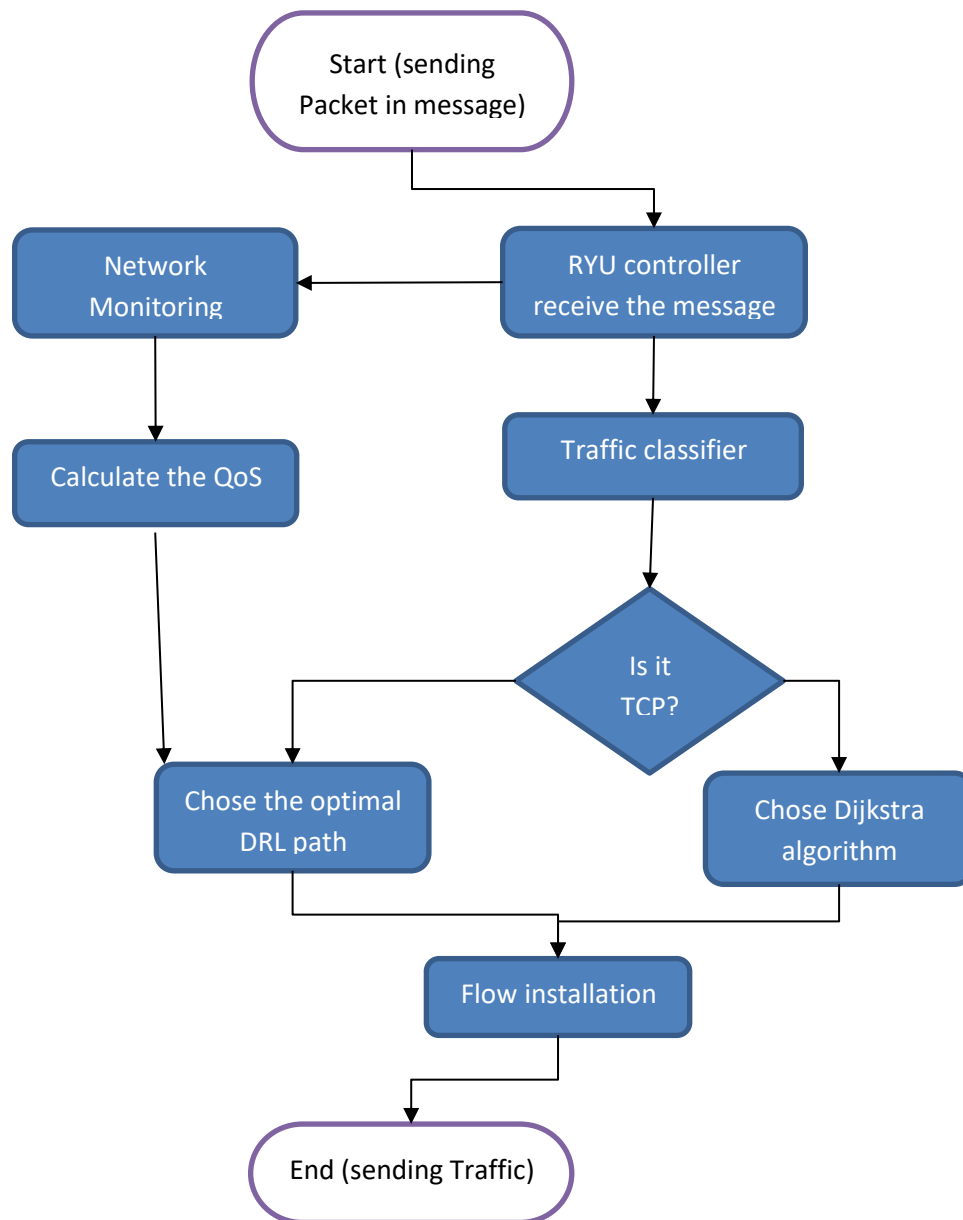 Start (sending
Packet in message)
Network
Monitoring
RYU controller
receive the message
Calculate the QoS
Traffic classifier
Is it
TCP?
Chose the optimal
DRL path
Chose Dijkstra
algorithm
Flow installation
End (sending Traffic)